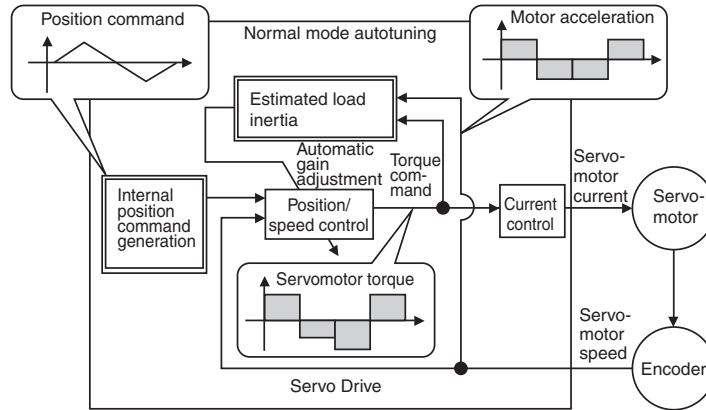 Position command
Normal mode autotuning
Motor acceleration
Estimated load
inertia
Automatic
gain
adjustment
Torque
com-
mand
Servo-
motor
current
Internal
position
command
generation
Position/
speed control
Current
control
Servo-
motor
Servomotor torque
Servo-
motor
speed
Encoder
Servo Drive